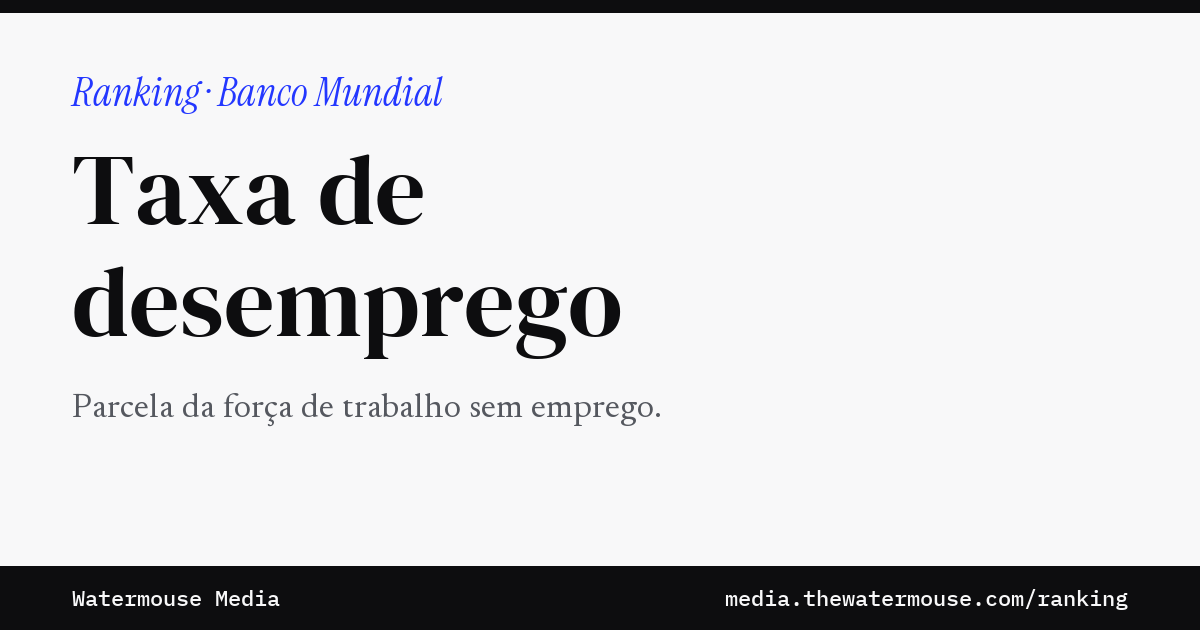 Ranking · Banco Mundial
Taxa de
desemprego
Parcela da força de trabalho sem emprego.
Watermouse Media
media.thewatermouse.com/ranking